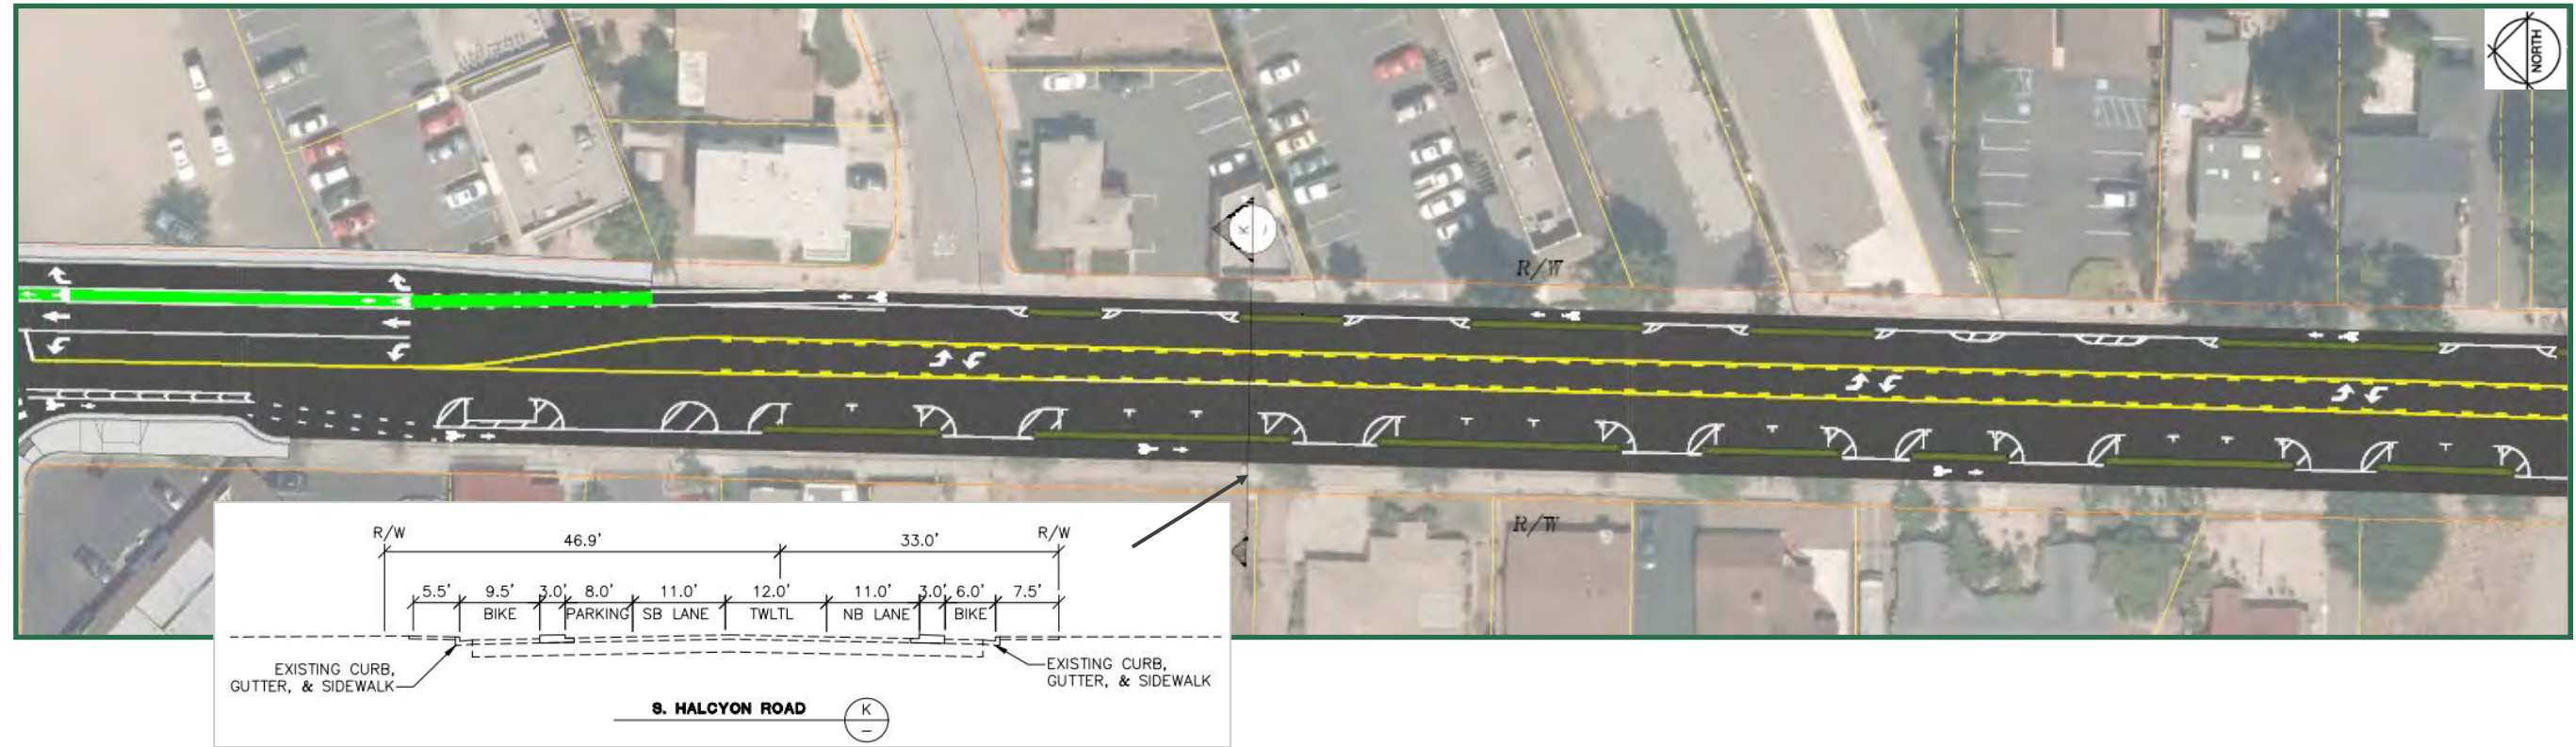 NORTH
K
–
R/W
R/W
R/W
R/W
46.9'
33.0'
5.5' 9.5' 3.0' 8.0' 11.0' 12.0' 11.0' 3.0' 6.0' 7.5'
BIKE PARKING SB LANE TWLTL NB LANE BIKE
EXISTING CURB,
GUTTER, & SIDEWALK
EXISTING CURB,
GUTTER, & SIDEWALK
S. HALCYON ROAD
K
–